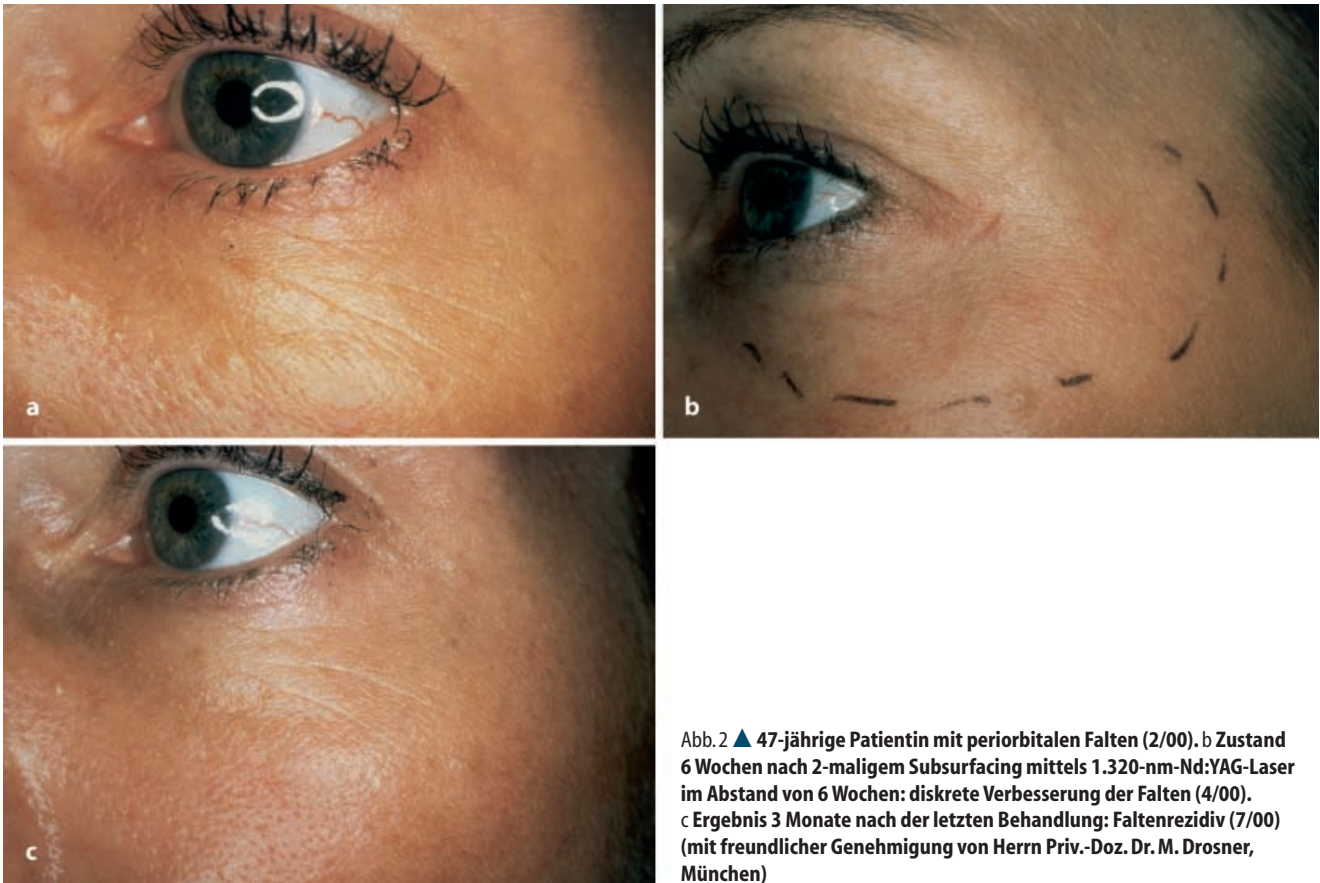 a
b
c
Abb. 2 ▲ 47-jährige Patientin mit periorbitalen Falten (2/00). b Zustand
6 Wochen nach 2-maligem Subsurfacing mittels 1.320-nm-Nd:YAG-Laser
im Abstand von 6 Wochen: diskrete Verbesserung der Falten (4/00).
c Ergebnis 3 Monate nach der letzten Behandlung: Faltenrezidiv (7/00)
(mit freundlicher Genehmigung von Herrn Priv.-Doz. Dr. M. Drosner,
München)